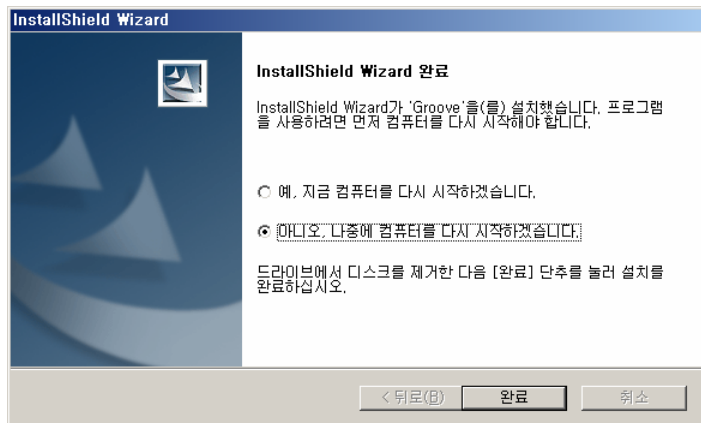 InstallShield Wizard
InstallShield Wizard 완료
InstallShield Wizard가 'Groove'을(를) 설치했습니다. 프로그램
을 사용하려면 먼저 컴퓨터를 다시 시작해야 합니다.
예, 지금 컴퓨터를 다시 시작하겠습니다.
아니오, 나중에 컴퓨터를 다시 시작하겠습니다.
드라이브에서 디스크를 제거한 다음 [완료] 단추를 눌러 설치를
완료하십시오.
< 뒤로(B) 완료 취소